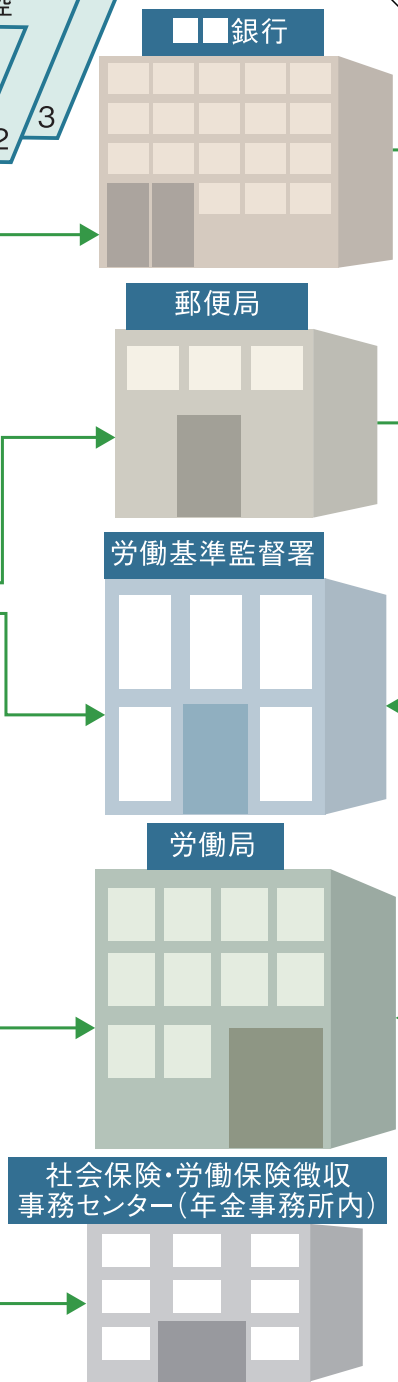 3
2
□□銀行
郵便局
労働基準監督署
労働局
社会保険・労働保険徴収
事務センター（年金事務所内）